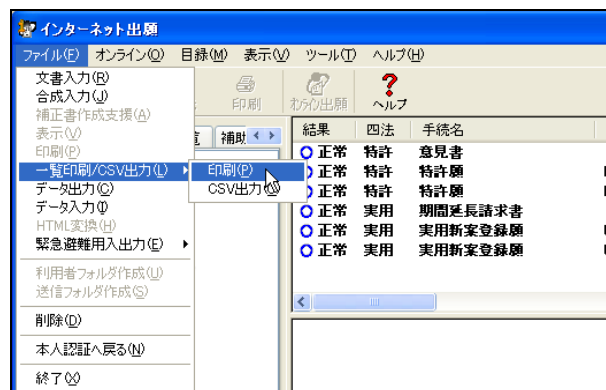 インターネット出願
ファイル(F) オンライン(O) 目録(M) 表示(V) ツール(T) ヘルプ(H)
印刷 ヘルプ
文書入力(R)
合成入力(J)
補正書作成支援(A)
表示(V)
印刷(P)
一覧印刷/CSV出力(L)
データ出力(C)
データ入力(I)
HTML変換(H)
緊急避難用入出力(E)
利用者フォルダ作成(U)
送信フォルダ作成(S)
削除(D)
本人認証へ戻る(N)
終了(X)
印刷(P)
CSV出力
補助
結果 四法 手続名
正常 特許 意見書
正常 特許 特許願
正常 特許 特許願
正常 実用 期間延長請求書
正常 実用 実用新案登録願
正常 実用 実用新案登録願